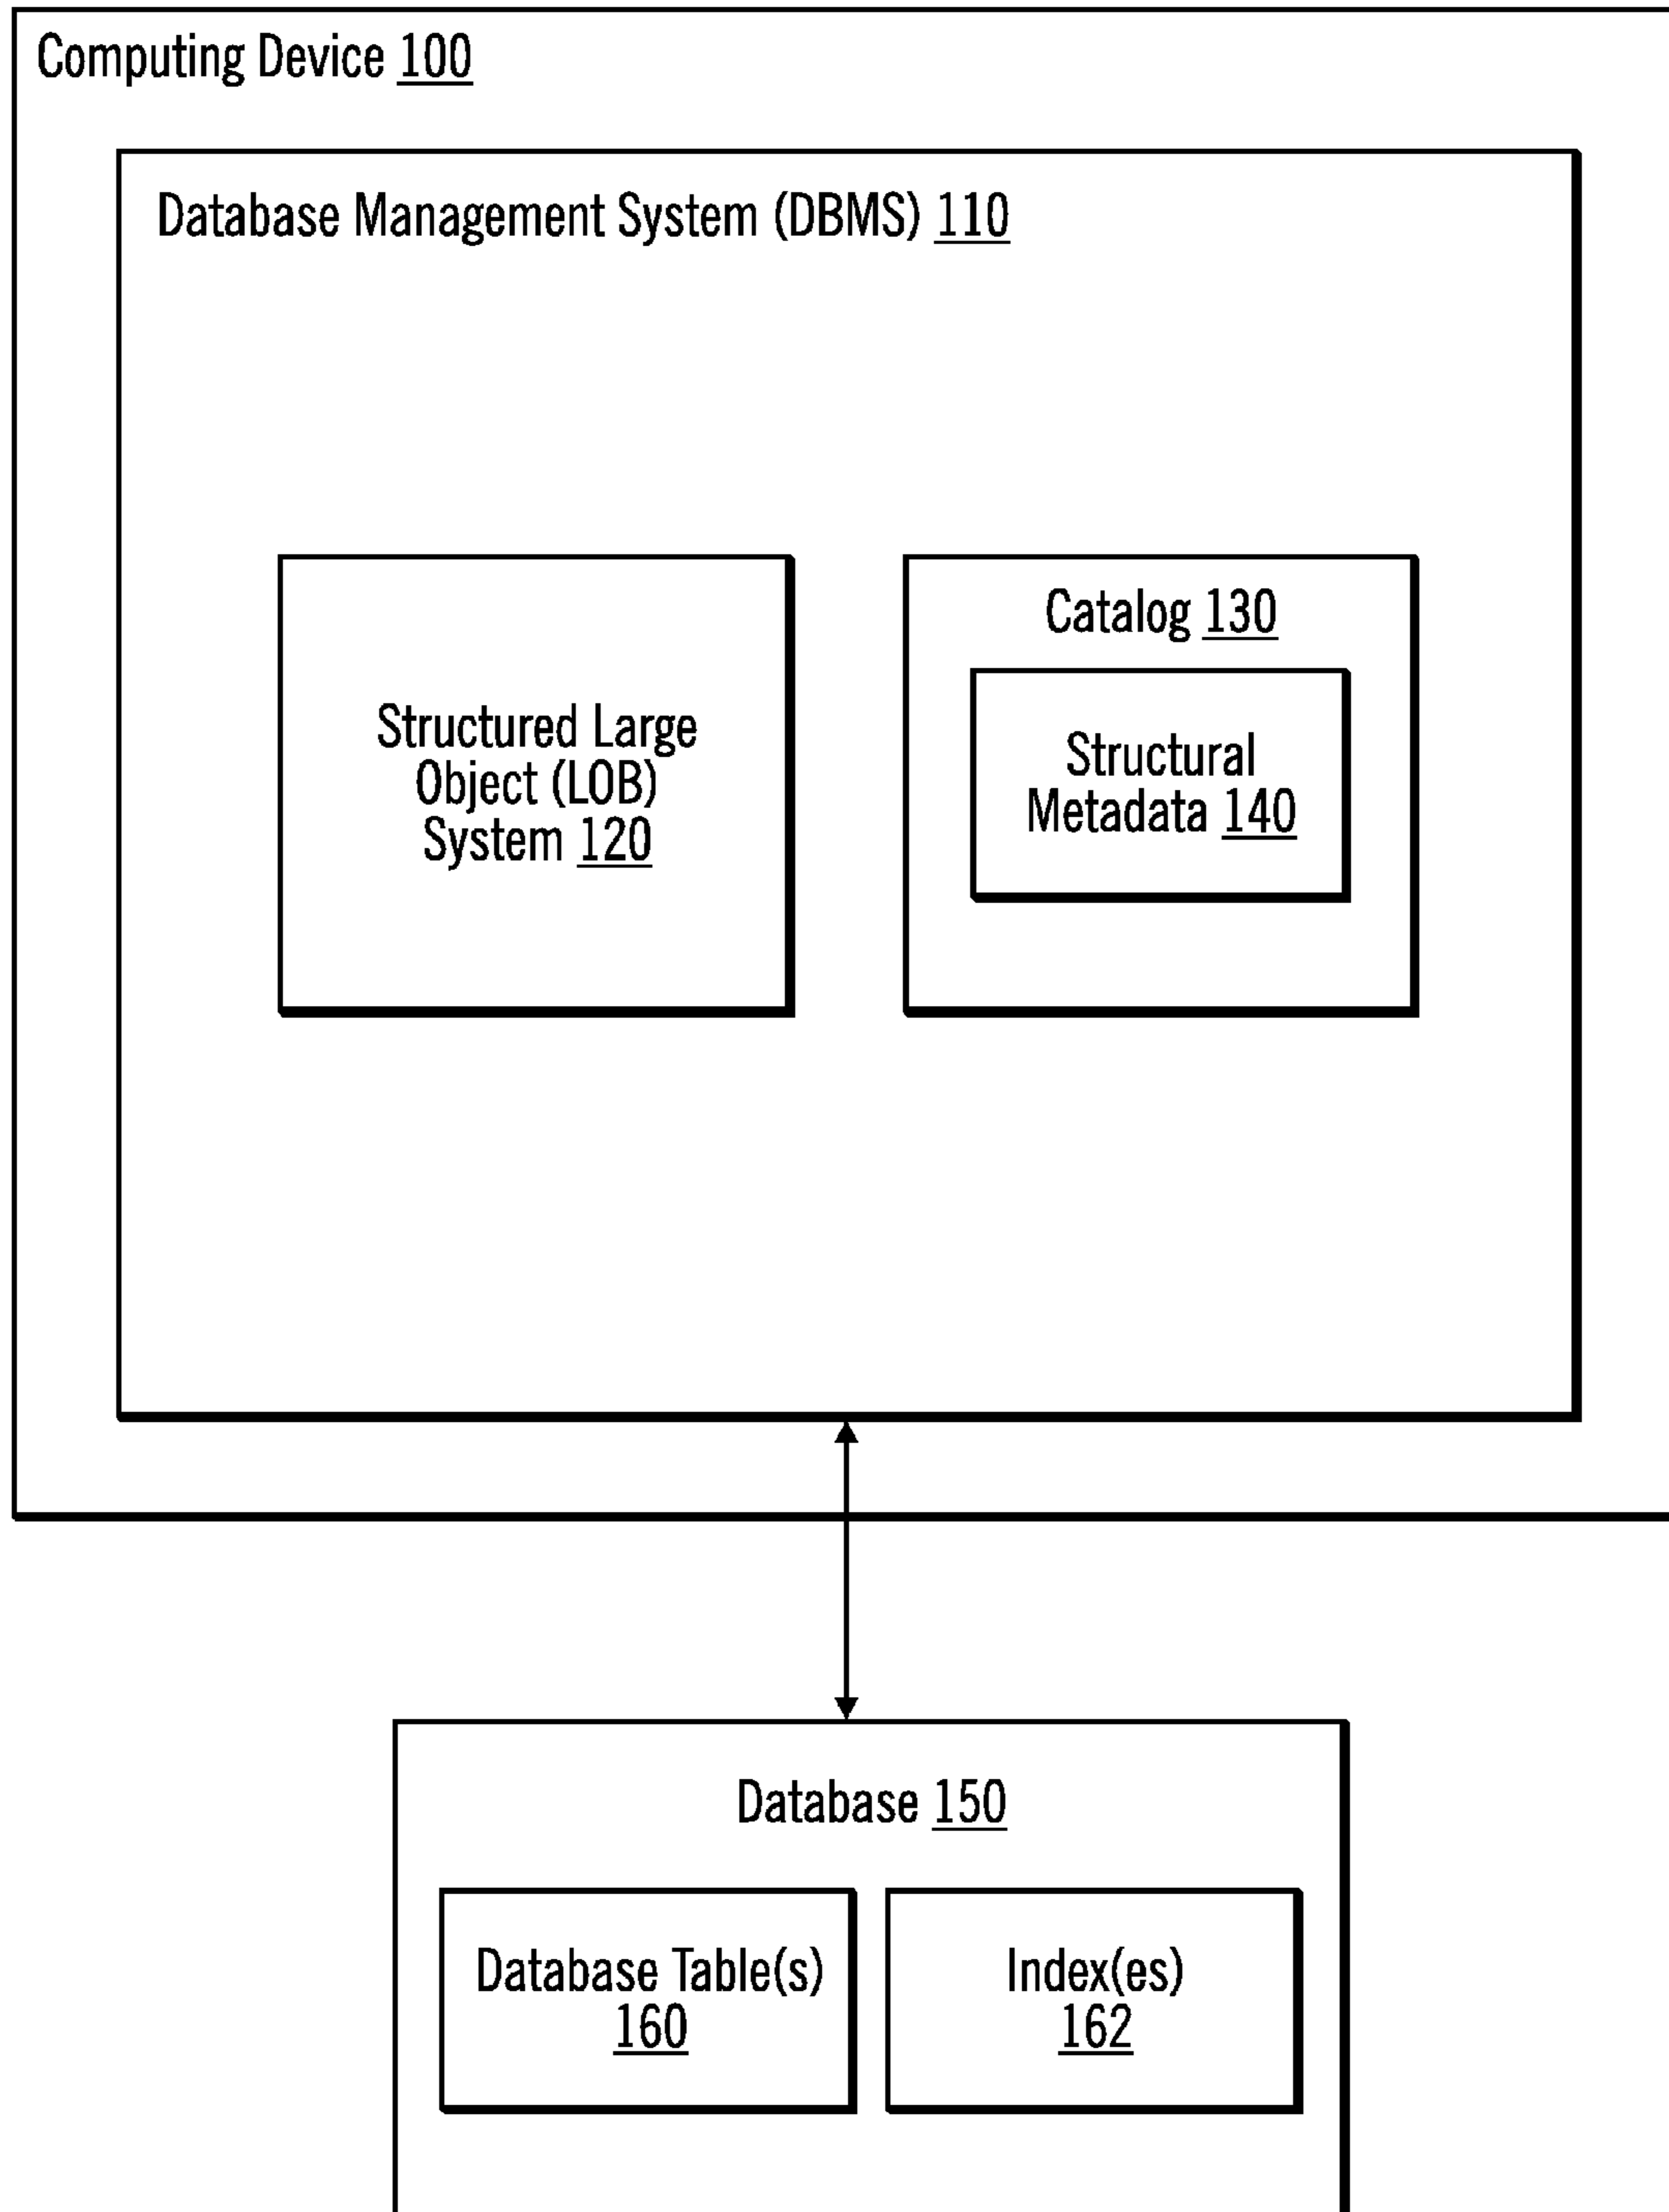 Computing Device 100
Database Management System (DBMS) 110
Structured Large
Object (LOB)
System 120
Catalog 130
Structural
Metadata 140
Database 150
Database Table(s)
160
Index(es)
162